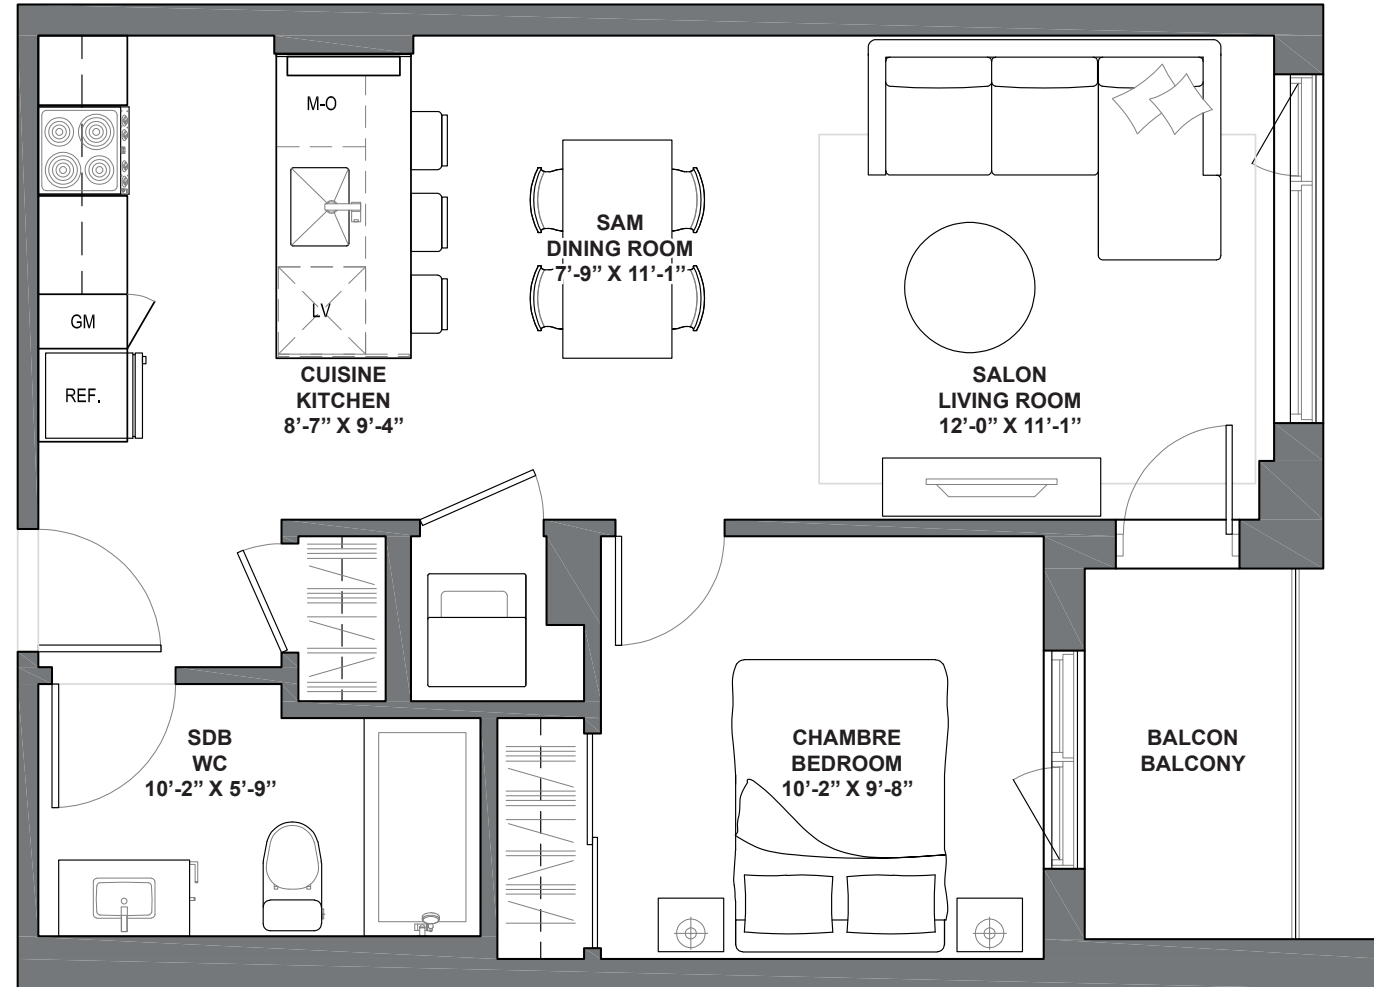 M-O
SAM
DINING ROOM
7’-9” X 11’-1”
LV
GM
REF.
CUISINE
KITCHEN
8’-7” X 9’-4”
SALON
LIVING ROOM
12’-0” X 11’-1”
SDB
WC
10’-2” X 5’-9”
CHAMBRE
BEDROOM
10’-2” X 9’-8”
BALCON
BALCONY